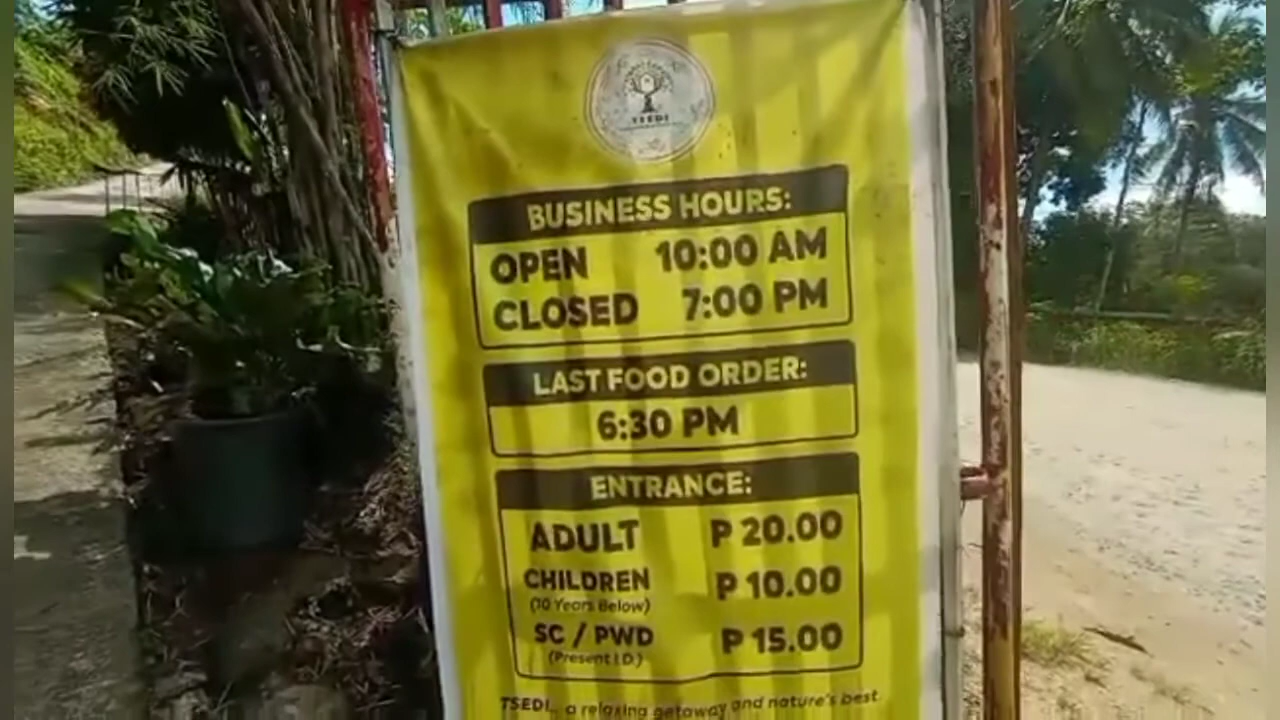 TSEDI
BUSINESS HOURS:
OPEN 10:00 AM
CLOSED 7:00 PM
LAST FOOD ORDER:
6:30 PM
ENTRANCE:
ADULT P 20.00
CHILDREN P 10.00
(10 Years Below)
SC / PWD P 15.00
(Present I.D.)
TSEDI... a relaxing getaway and nature's best.